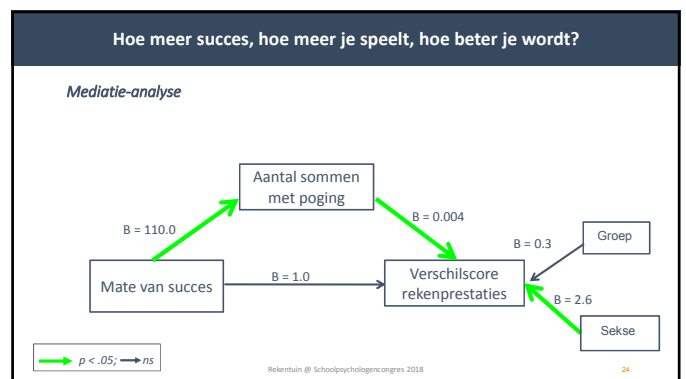 Hoe meer succes, hoe meer je speelt, hoe beter je wordt?
Mediatie-analyse
Aantal sommen
met poging
B = 110.0
B = 0.004
Mate van succes
B = 1.0
Verschilscore
rekenprestaties
B = 0.3
Groep
B = 2.6
Sekse
p < .05; ns
Rekentuin @ Schoolpsychologencongres 2018
24